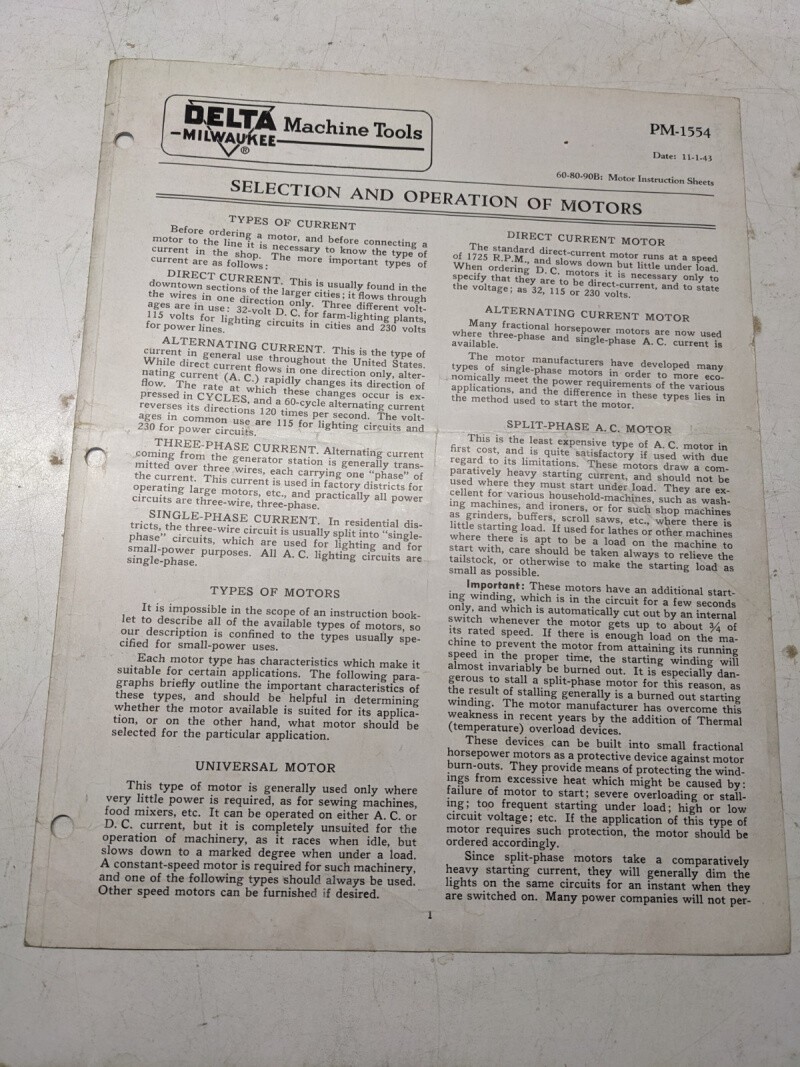 DELTA
MILWAUKEE
®
Machine Tools
PM-1554
Date: 11-1-43
60-80-90B: Motor Instruction Sheets
SELECTION AND OPERATION OF MOTORS
TYPES OF CURRENT
Before ordering a motor, and before connecting a
motor to the line it is necessary to know the type of
current in the shop. The more important types of
current are as follows:
DIRECT CURRENT. This is usually found in the
downtown sections of the larger cities; it flows through
the wires in one direction only. Three different volt-
ages are in use: 32-volt D. C. for farm-lighting plants,
115 volts for lighting circuits in cities and 230 volts
for power lines.
ALTERNATING CURRENT. This is the type of
current in general use throughout the United States.
While direct current flows in one direction only, alter-
nating current (A. C.) rapidly changes its direction of
flow. The rate at which these changes occur is ex-
pressed in CYCLES, and a 60-cycle alternating current
reverses its directions 120 times per second. The volt-
ages in common use are 115 for lighting circuits and
230 for power circuits.
THREE-PHASE CURRENT. Alternating current
coming from the generator station is generally trans-
mitted over three wires, each carrying one "phase" of
the current. This current is used in factory districts for
operating large motors, etc., and practically all power
circuits are three-wire, three-phase.
SINGLE-PHASE CURRENT. In residential dis-
tricts, the three-wire circuit is usually split into "single-
phase" circuits, which are used for lighting and for
small-power purposes. All A. C. lighting circuits are
single-phase.
TYPES OF MOTORS
It is impossible in the scope of an instruction book-
let to describe all of the available types of motors, so
our description is confined to the types usually spe-
cified for small-power uses.
Each motor type has characteristics which make it
suitable for certain applications. The following para-
graphs briefly outline the important characteristics of
these types, and should be helpful in determining
whether the motor available is suited for its applica-
tion, or on the other hand, what motor should be
selected for the particular application.
UNIVERSAL MOTOR
This type of motor is generally used only where
very little power is required, as for sewing machines,
food mixers, etc. It can be operated on either A. C. or
D. C. current, but it is completely unsuited for the
operation of machinery, as it races when idle, but
slows down to a marked degree when under a load.
A constant-speed motor is required for such machinery,
and one of the following types should always be used.
Other speed motors can be furnished if desired.
DIRECT CURRENT MOTOR
The standard direct-current motor runs at a speed
of 1725 R.P.M., and slows down but little under load.
When ordering D. C. motors it is necessary only to
specify that they are to be direct-current, and to state
the voltage; as 32, 115 or 230 volts.
ALTERNATING CURRENT MOTOR
Many fractional horsepower motors are now used
where three-phase and single-phase A. C. current is
available.
The motor manufacturers have developed many
types of single-phase motors in order to more eco-
nomically meet the power requirements of the various
applications, and the difference in these types lies in
the method used to start the motor.
SPLIT-PHASE A. C. MOTOR
This is the least expensive type of A. C. motor in
first cost, and is quite satisfactory if used with due
regard to its limitations. These motors draw a com-
paratively heavy starting current, and should not be
used where they must start under load. They are ex-
cellent for various household-machines, such as wash-
ing machines, and ironers, or for such shop machines
as grinders, buffers, scroll saws, etc., where there is
little starting load. If used for lathes or other machines
where there is apt to be a load on the machine to
start with, care should be taken always to relieve the
tailstock, or otherwise to make the starting load as
small as possible.
Important: These motors have an additional start-
ing winding, which is in the circuit for a few seconds
only, and which is automatically cut out by an internal
switch whenever the motor gets up to about ¾ of
its rated speed. If there is enough load on the ma-
chine to prevent the motor from attaining its running
speed in the proper time, the starting winding will
almost invariably be burned out. It is especially dan-
gerous to stall a split-phase motor for this reason, as
the result of stalling generally is a burned out starting
winding. The motor manufacturer has overcome this
weakness in recent years by the addition of Thermal
(temperature) overload devices.
These devices can be built into small fractional
horsepower motors as a protective device against motor
burn-outs. They provide means of protecting the wind-
ings from excessive heat which might be caused by:
failure of motor to start; severe overloading or stall-
ing; too frequent starting under load; high or low
circuit voltage; etc. If the application of this type of
motor requires such protection, the motor should be
ordered accordingly.
Since split-phase motors take a comparatively
heavy starting current, they will generally dim the
lights on the same circuits for an instant when they
are switched on. Many power companies will not per-
1